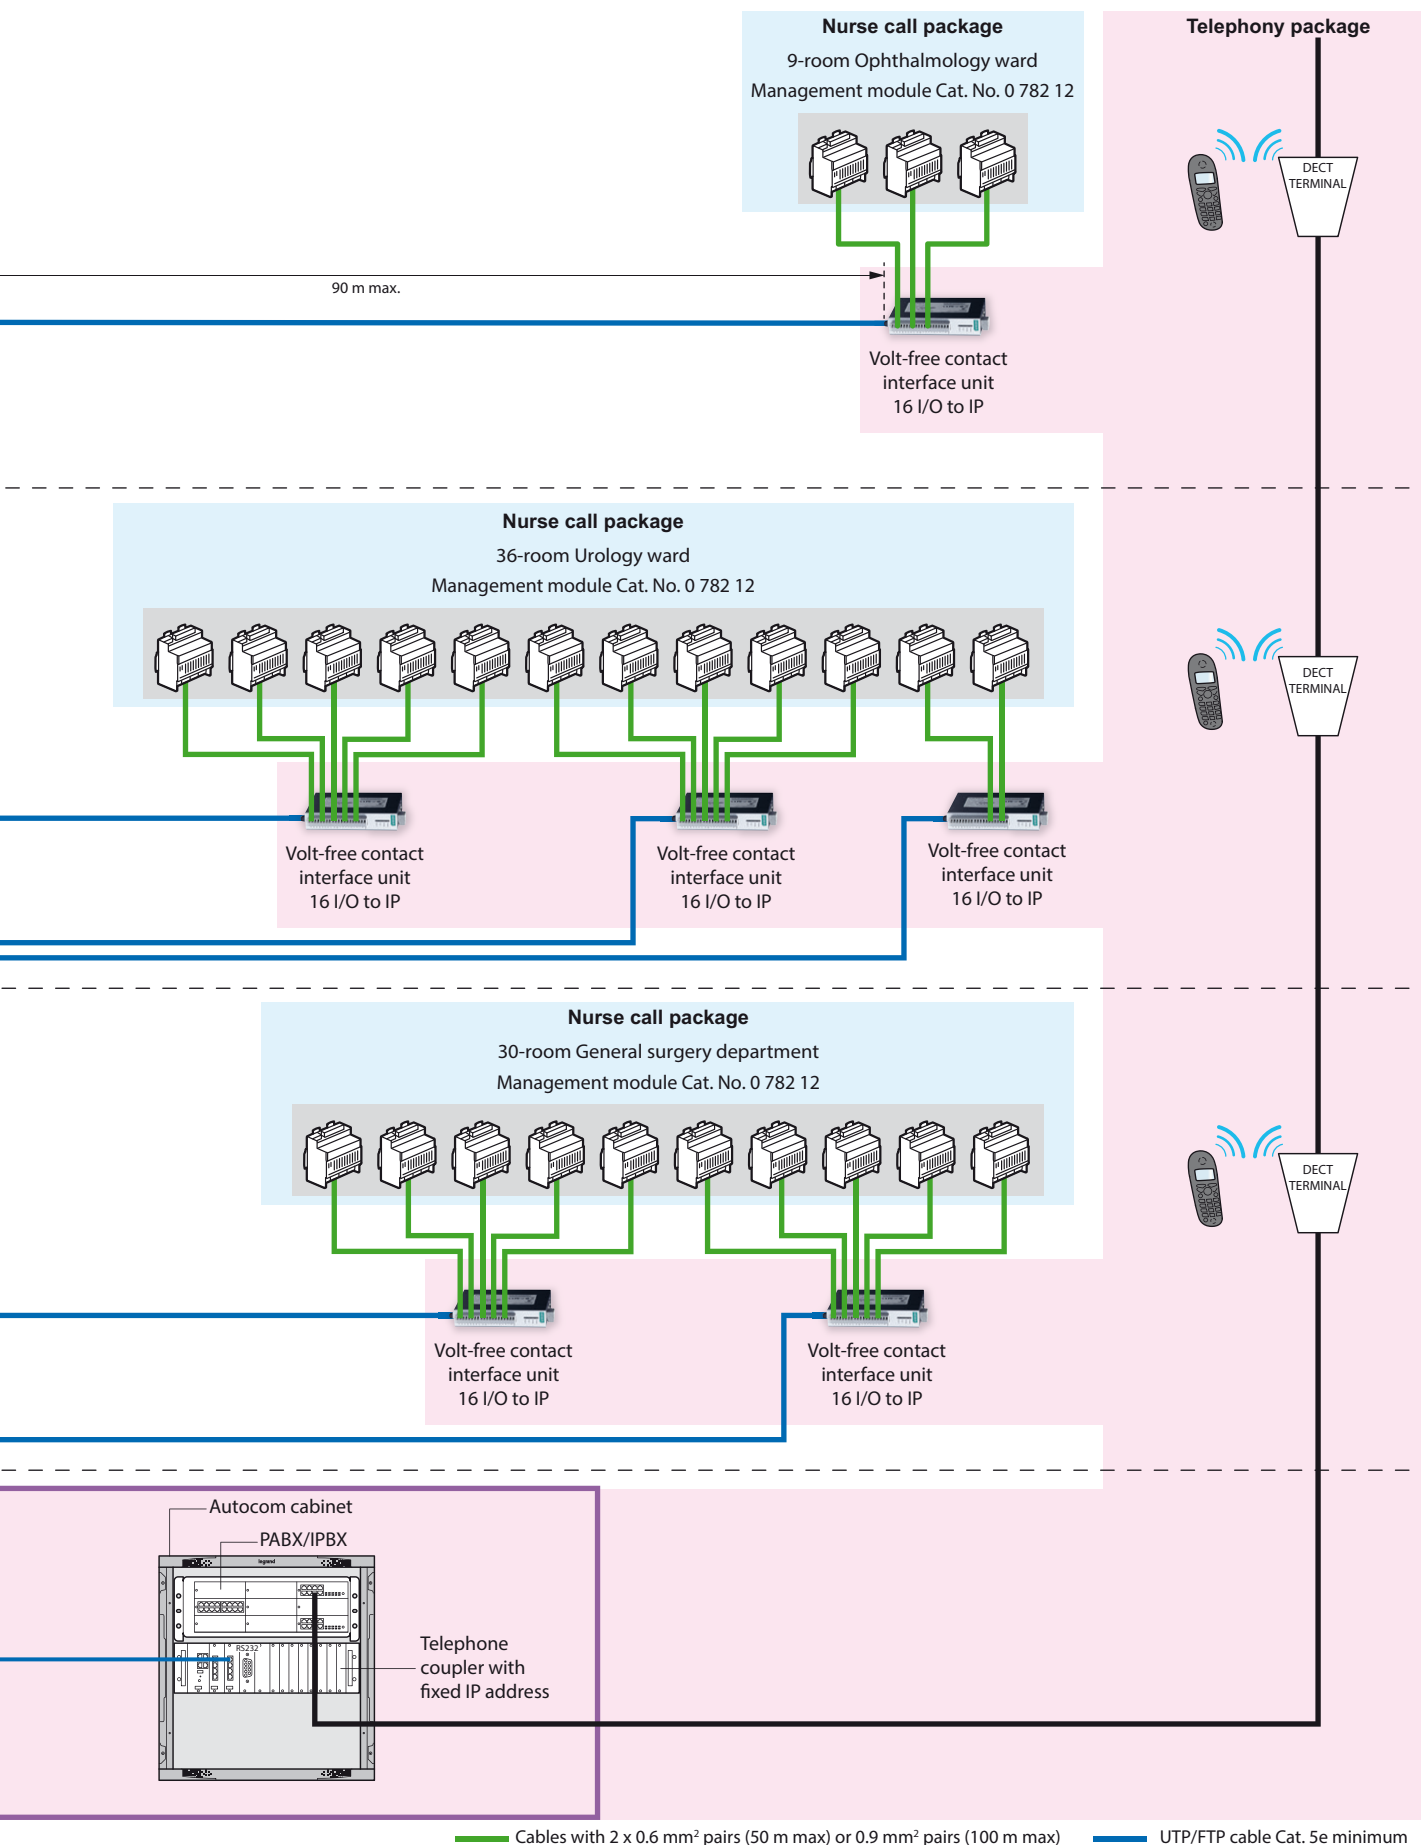 Nurse call package
9-room Ophthalmology ward
Management module Cat. No. 0 782 12
Telephony package
DECT
TERMINAL
90 m max.
Volt-free contact
interface unit
16 I/O to IP
Nurse call package
36-room Urology ward
Management module Cat. No. 0 782 12
DECT
TERMINAL
Volt-free contact
interface unit
16 I/O to IP
Volt-free contact
interface unit
16 I/O to IP
Volt-free contact
interface unit
16 I/O to IP
Nurse call package
30-room General surgery department
Management module Cat. No. 0 782 12
DECT
TERMINAL
Volt-free contact
interface unit
16 I/O to IP
Volt-free contact
interface unit
16 I/O to IP
Autocom cabinet
PABX/IPBX
legrand
RS232
Telephone
coupler with
fixed IP address
Cables with 2 x 0.6 mm² pairs (50 m max) or 0.9 mm² pairs (100 m max)
UTP/FTP cable Cat. 5e minimum